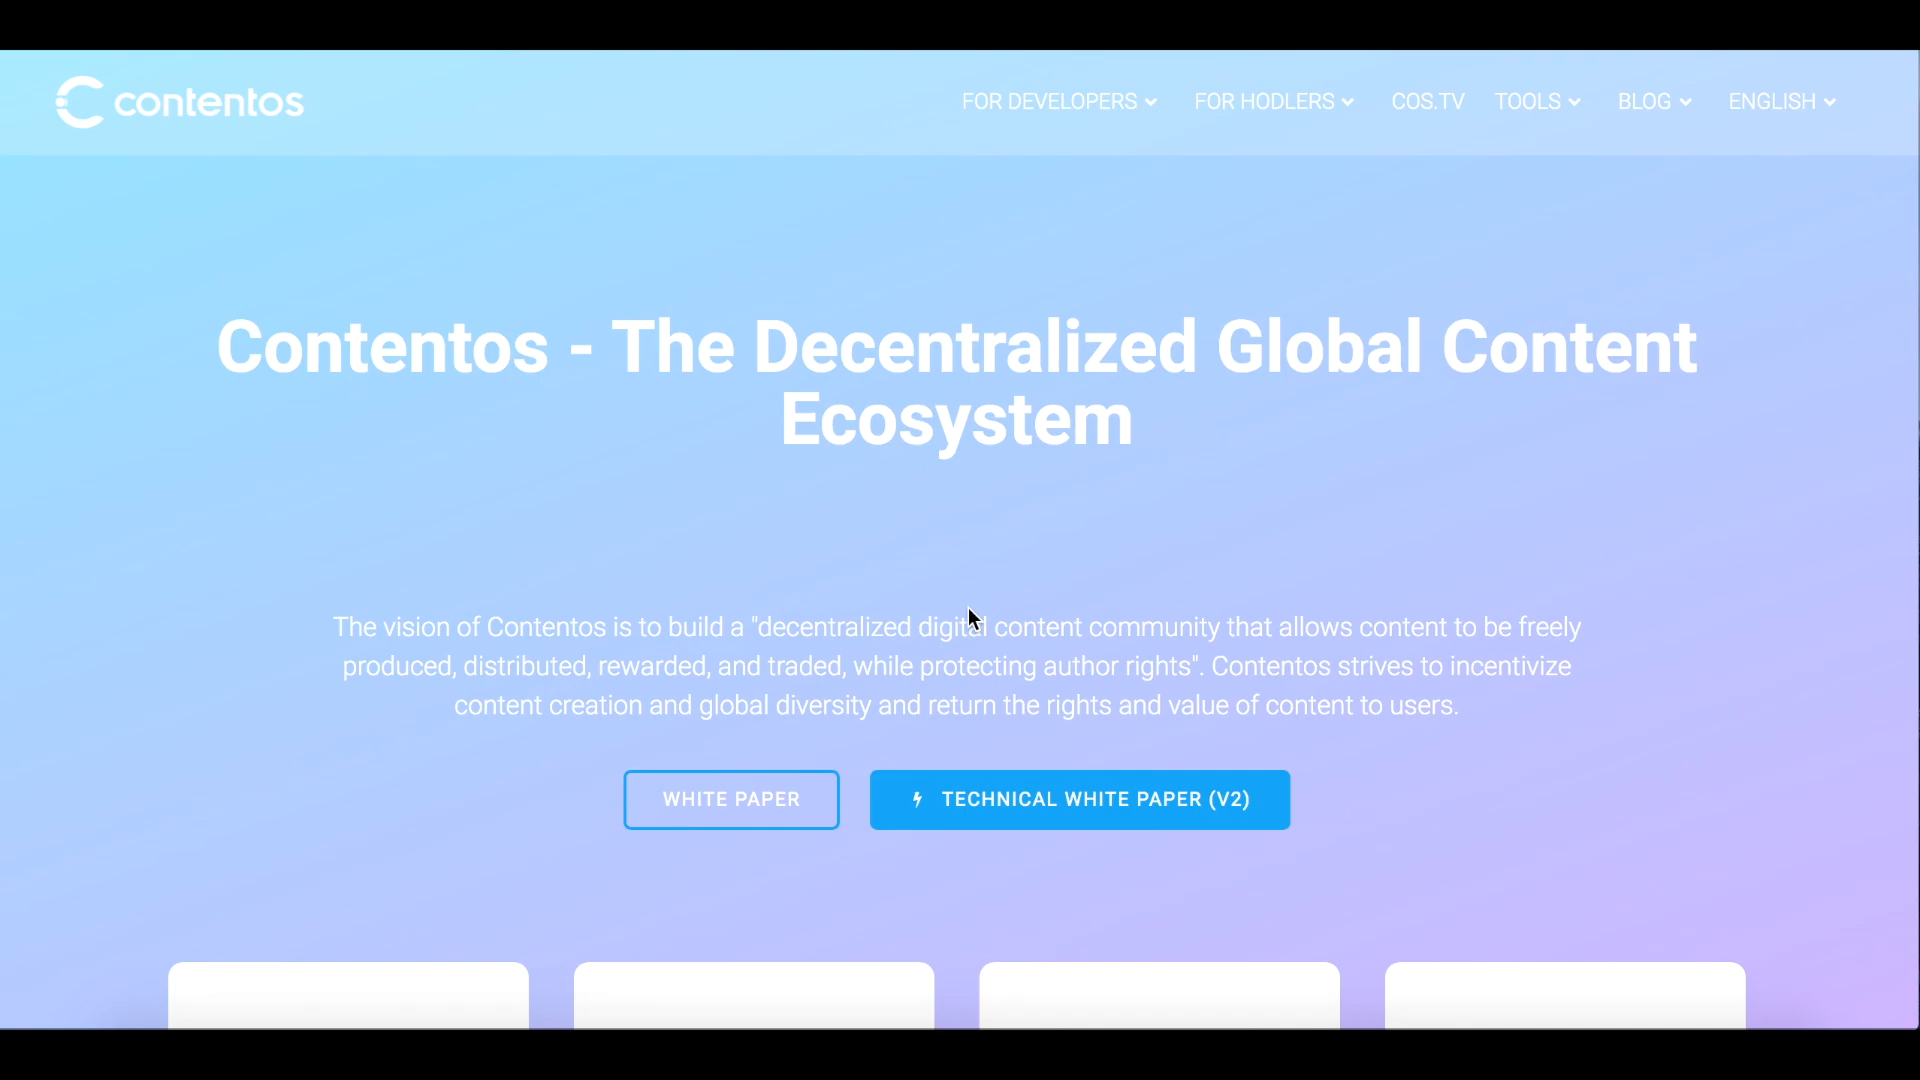 contentos
FOR DEVELOPERS FOR HODLERS COS.TV TOOLS BLOG ENGLISH
Contentos - The Decentralized Global Content
Ecosystem
The vision of Contentos is to build a "decentralized digital content community that allows content to be freely
produced, distributed, rewarded, and traded, while protecting author rights". Contentos strives to incentivize
content creation and global diversity and return the rights and value of content to users.
WHITE PAPER
TECHNICAL WHITE PAPER (V2)